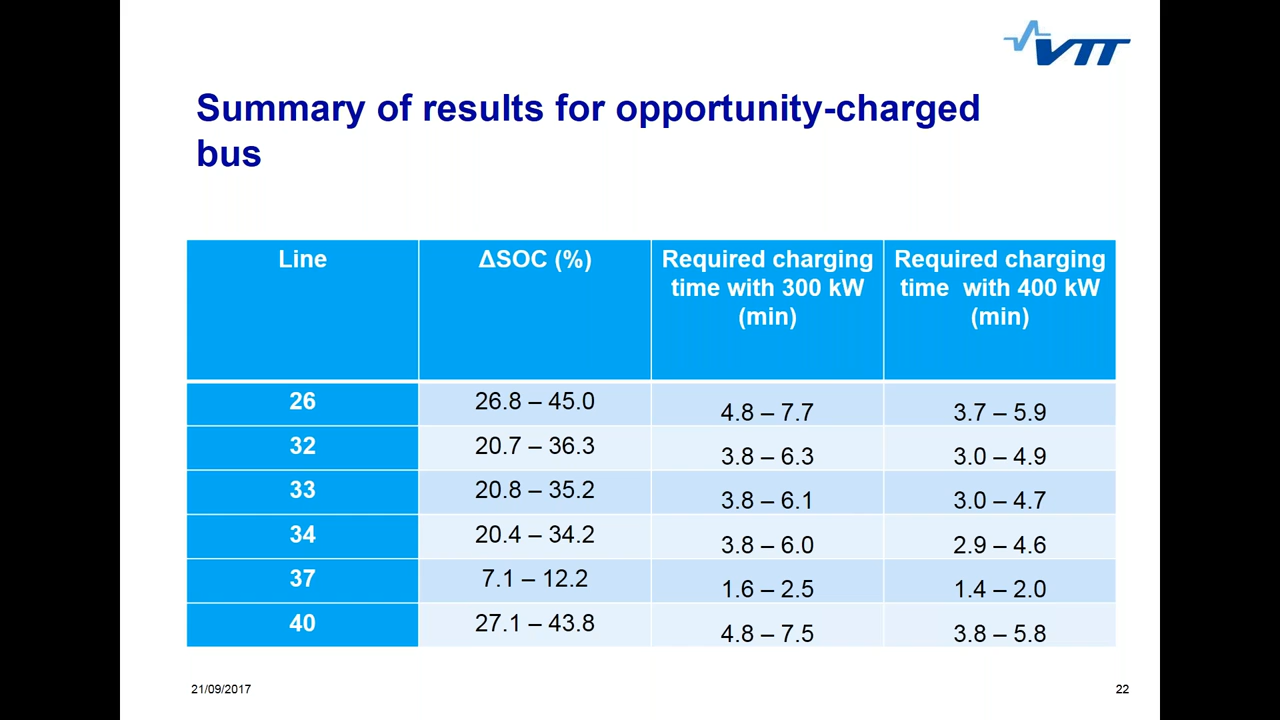 VTT
Summary of results for opportunity-charged
bus
Line ΔSOC (%) Required charging time with 300 kW (min) Required charging time with 400 kW (min)
26 26.8 – 45.0 4.8 – 7.7 3.7 – 5.9
32 20.7 – 36.3 3.8 – 6.3 3.0 – 4.9
33 20.8 – 35.2 3.8 – 6.1 3.0 – 4.7
34 20.4 – 34.2 3.8 – 6.0 2.9 – 4.6
37 7.1 – 12.2 1.6 – 2.5 1.4 – 2.0
40 27.1 – 43.8 4.8 – 7.5 3.8 – 5.8
21/09/2017 22